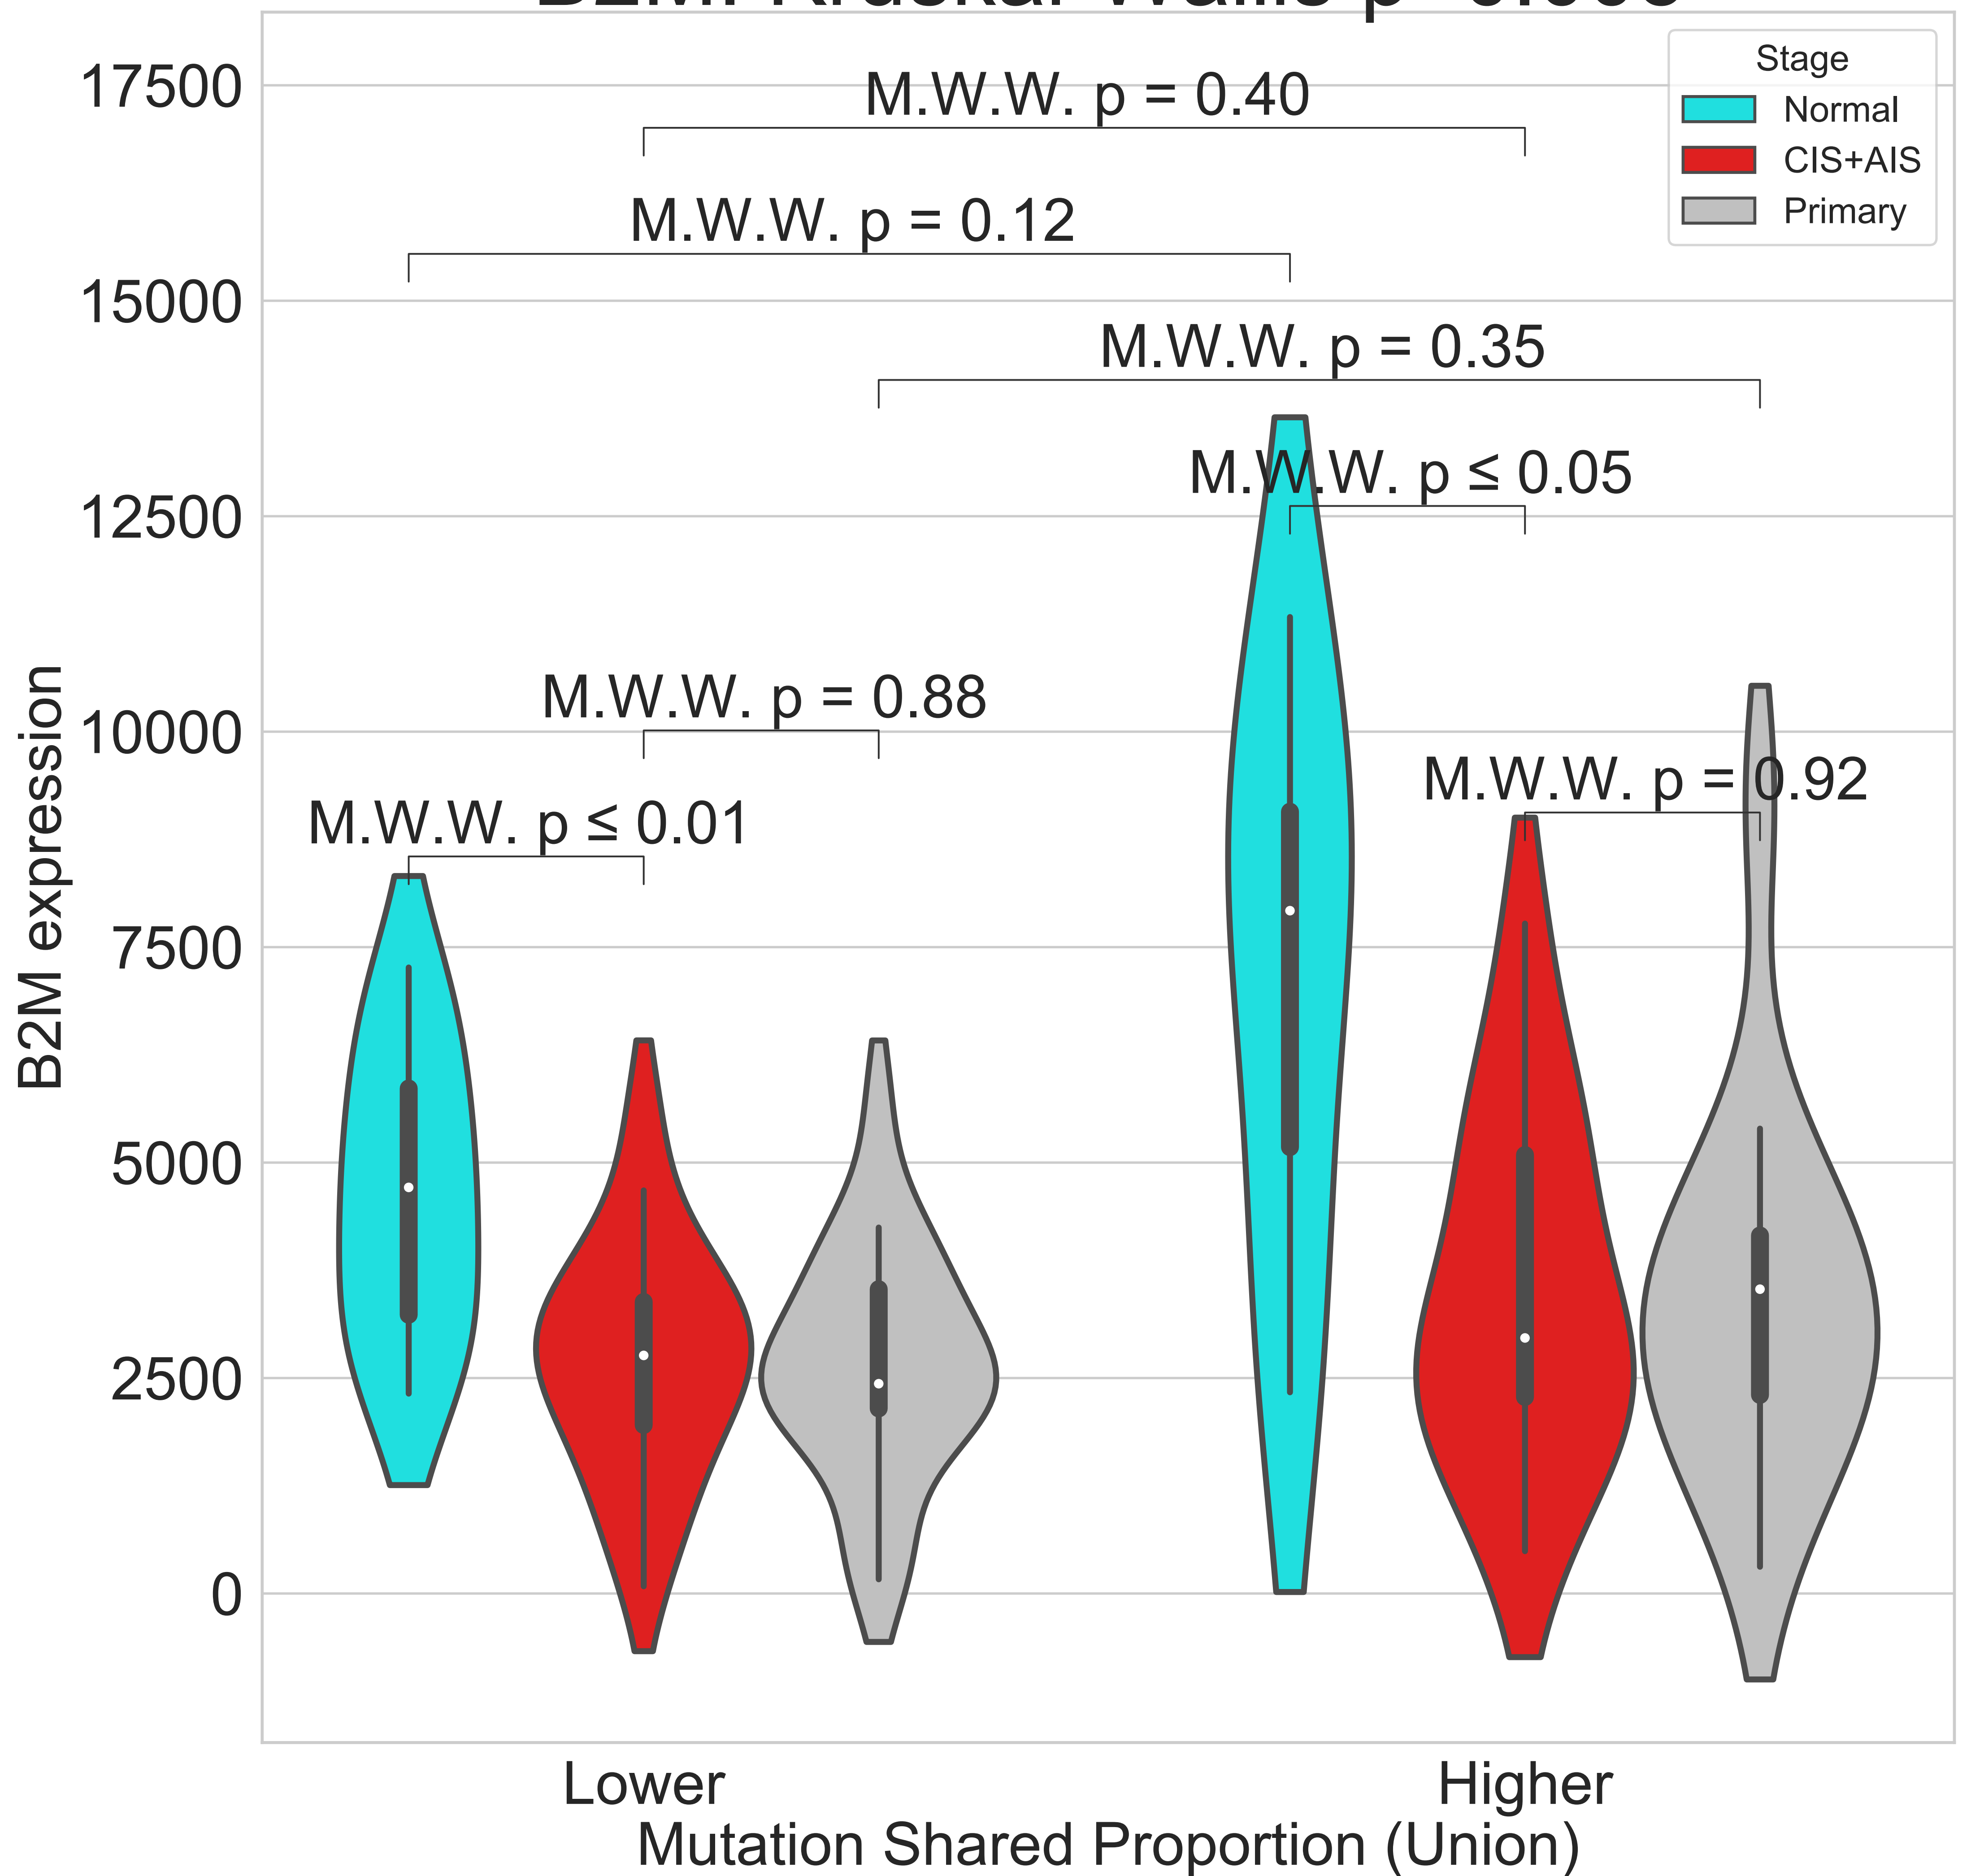 Stage
Normal
CIS+AIS
Primary
17500
15000
12500
10000
7500
5000
2500
0
B2M expression
M.W.W. p = 0.40
M.W.W. p = 0.12
M.W.W. p = 0.35
M.W.W. p ≤ 0.05
M.W.W. p = 0.88
M.W.W. p = 0.92
M.W.W. p ≤ 0.01
Lower
Higher
Mutation Shared Proportion (Union)